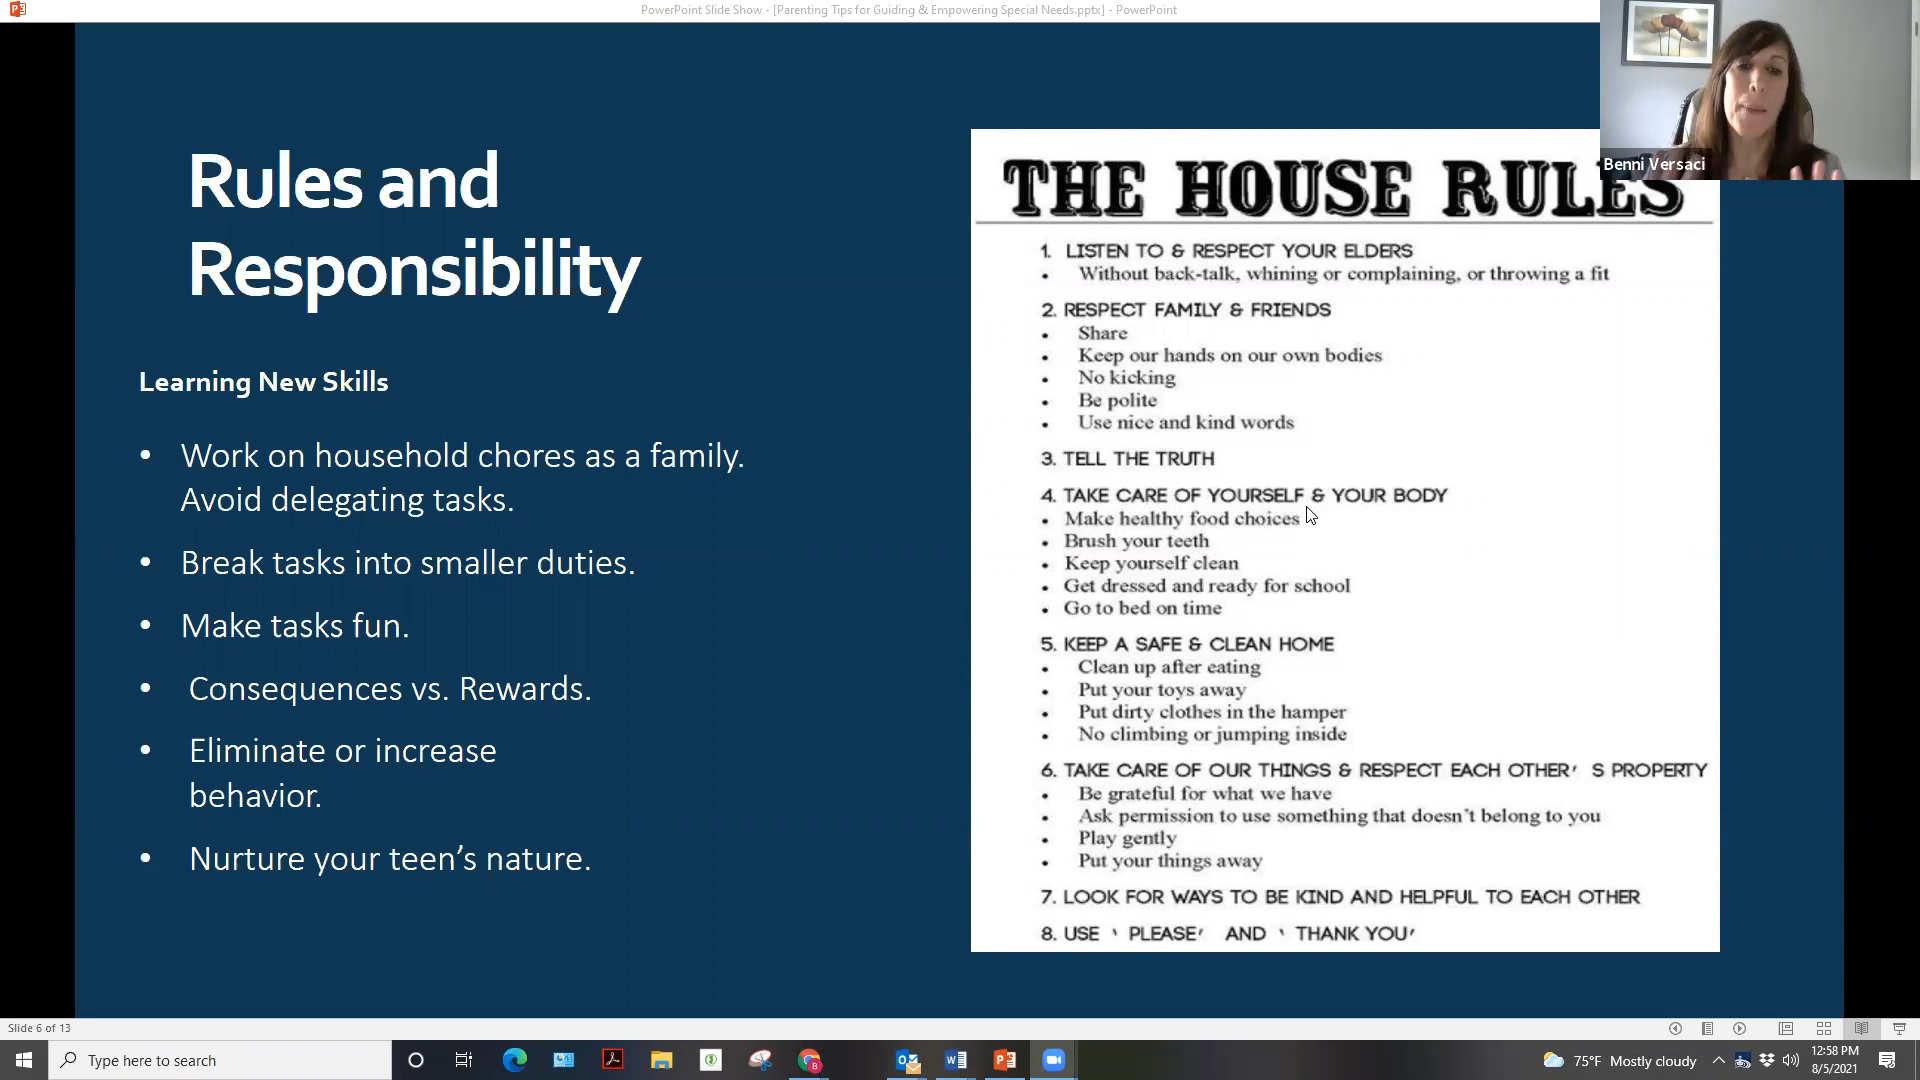 PowerPoint Slide Show - [Parenting Tips for Guiding & Empowering Special Needs.pptx] - PowerPoint
Benni Versaci
Rules and
Responsibility
Learning New Skills
• Work on household chores as a family.
Avoid delegating tasks.
• Break tasks into smaller duties.
• Make tasks fun.
• Consequences vs. Rewards.
• Eliminate or increase
behavior.
• Nurture your teen’s nature.
THE HOUSE RULES
1. LISTEN TO & RESPECT YOUR ELDERS
• Without back-talk, whining or complaining, or throwing a fit
2. RESPECT FAMILY & FRIENDS
• Share
• Keep our hands on our own bodies
• No kicking
• Be polite
• Use nice and kind words
3. TELL THE TRUTH
4. TAKE CARE OF YOURSELF & YOUR BODY
• Make healthy food choices
• Brush your teeth
• Keep yourself clean
• Get dressed and ready for school
• Go to bed on time
5. KEEP A SAFE & CLEAN HOME
• Clean up after eating
• Put your toys away
• Put dirty clothes in the hamper
• No climbing or jumping inside
6. TAKE CARE OF OUR THINGS & RESPECT EACH OTHER’ S PROPERTY
• Be grateful for what we have
• Ask permission to use something that doesn't belong to you
• Play gently
• Put your things away
7. LOOK FOR WAYS TO BE KIND AND HELPFUL TO EACH OTHER
8. USE ‘ PLEASE’ AND ‘ THANK YOU’
Slide 6 of 13
Type here to search
75°F Mostly cloudy
12:58 PM
8/5/2021